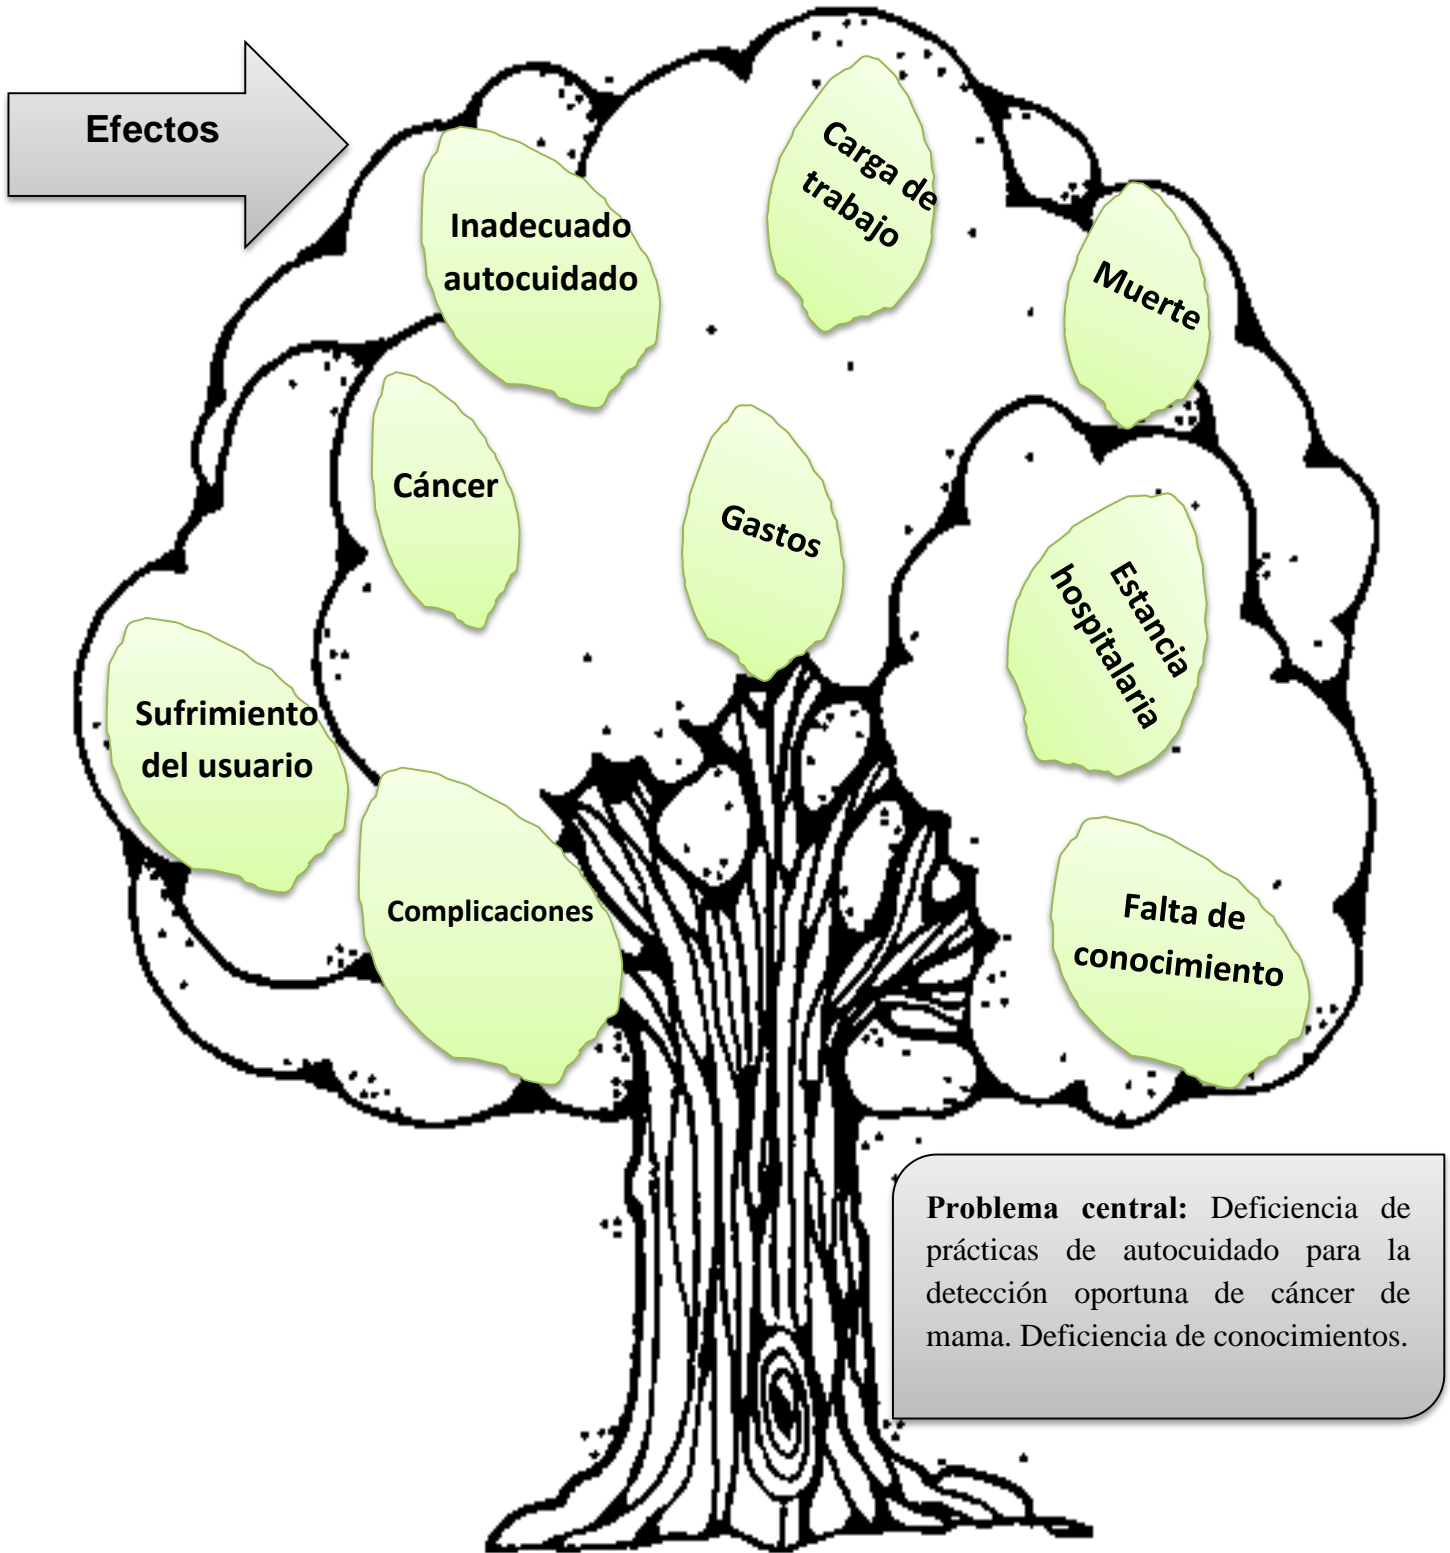 Efectos
Carga de
trabajo
Inadecuado
autocuidado
Muerte
Cáncer
Gastos
Estancia
hospitalaria
Sufrimiento
del usuario
Complicaciones
Falta de
conocimiento
Problema central: Deficiencia de
prácticas de autocuidado para la
detección oportuna de cáncer de
mama. Deficiencia de conocimientos.